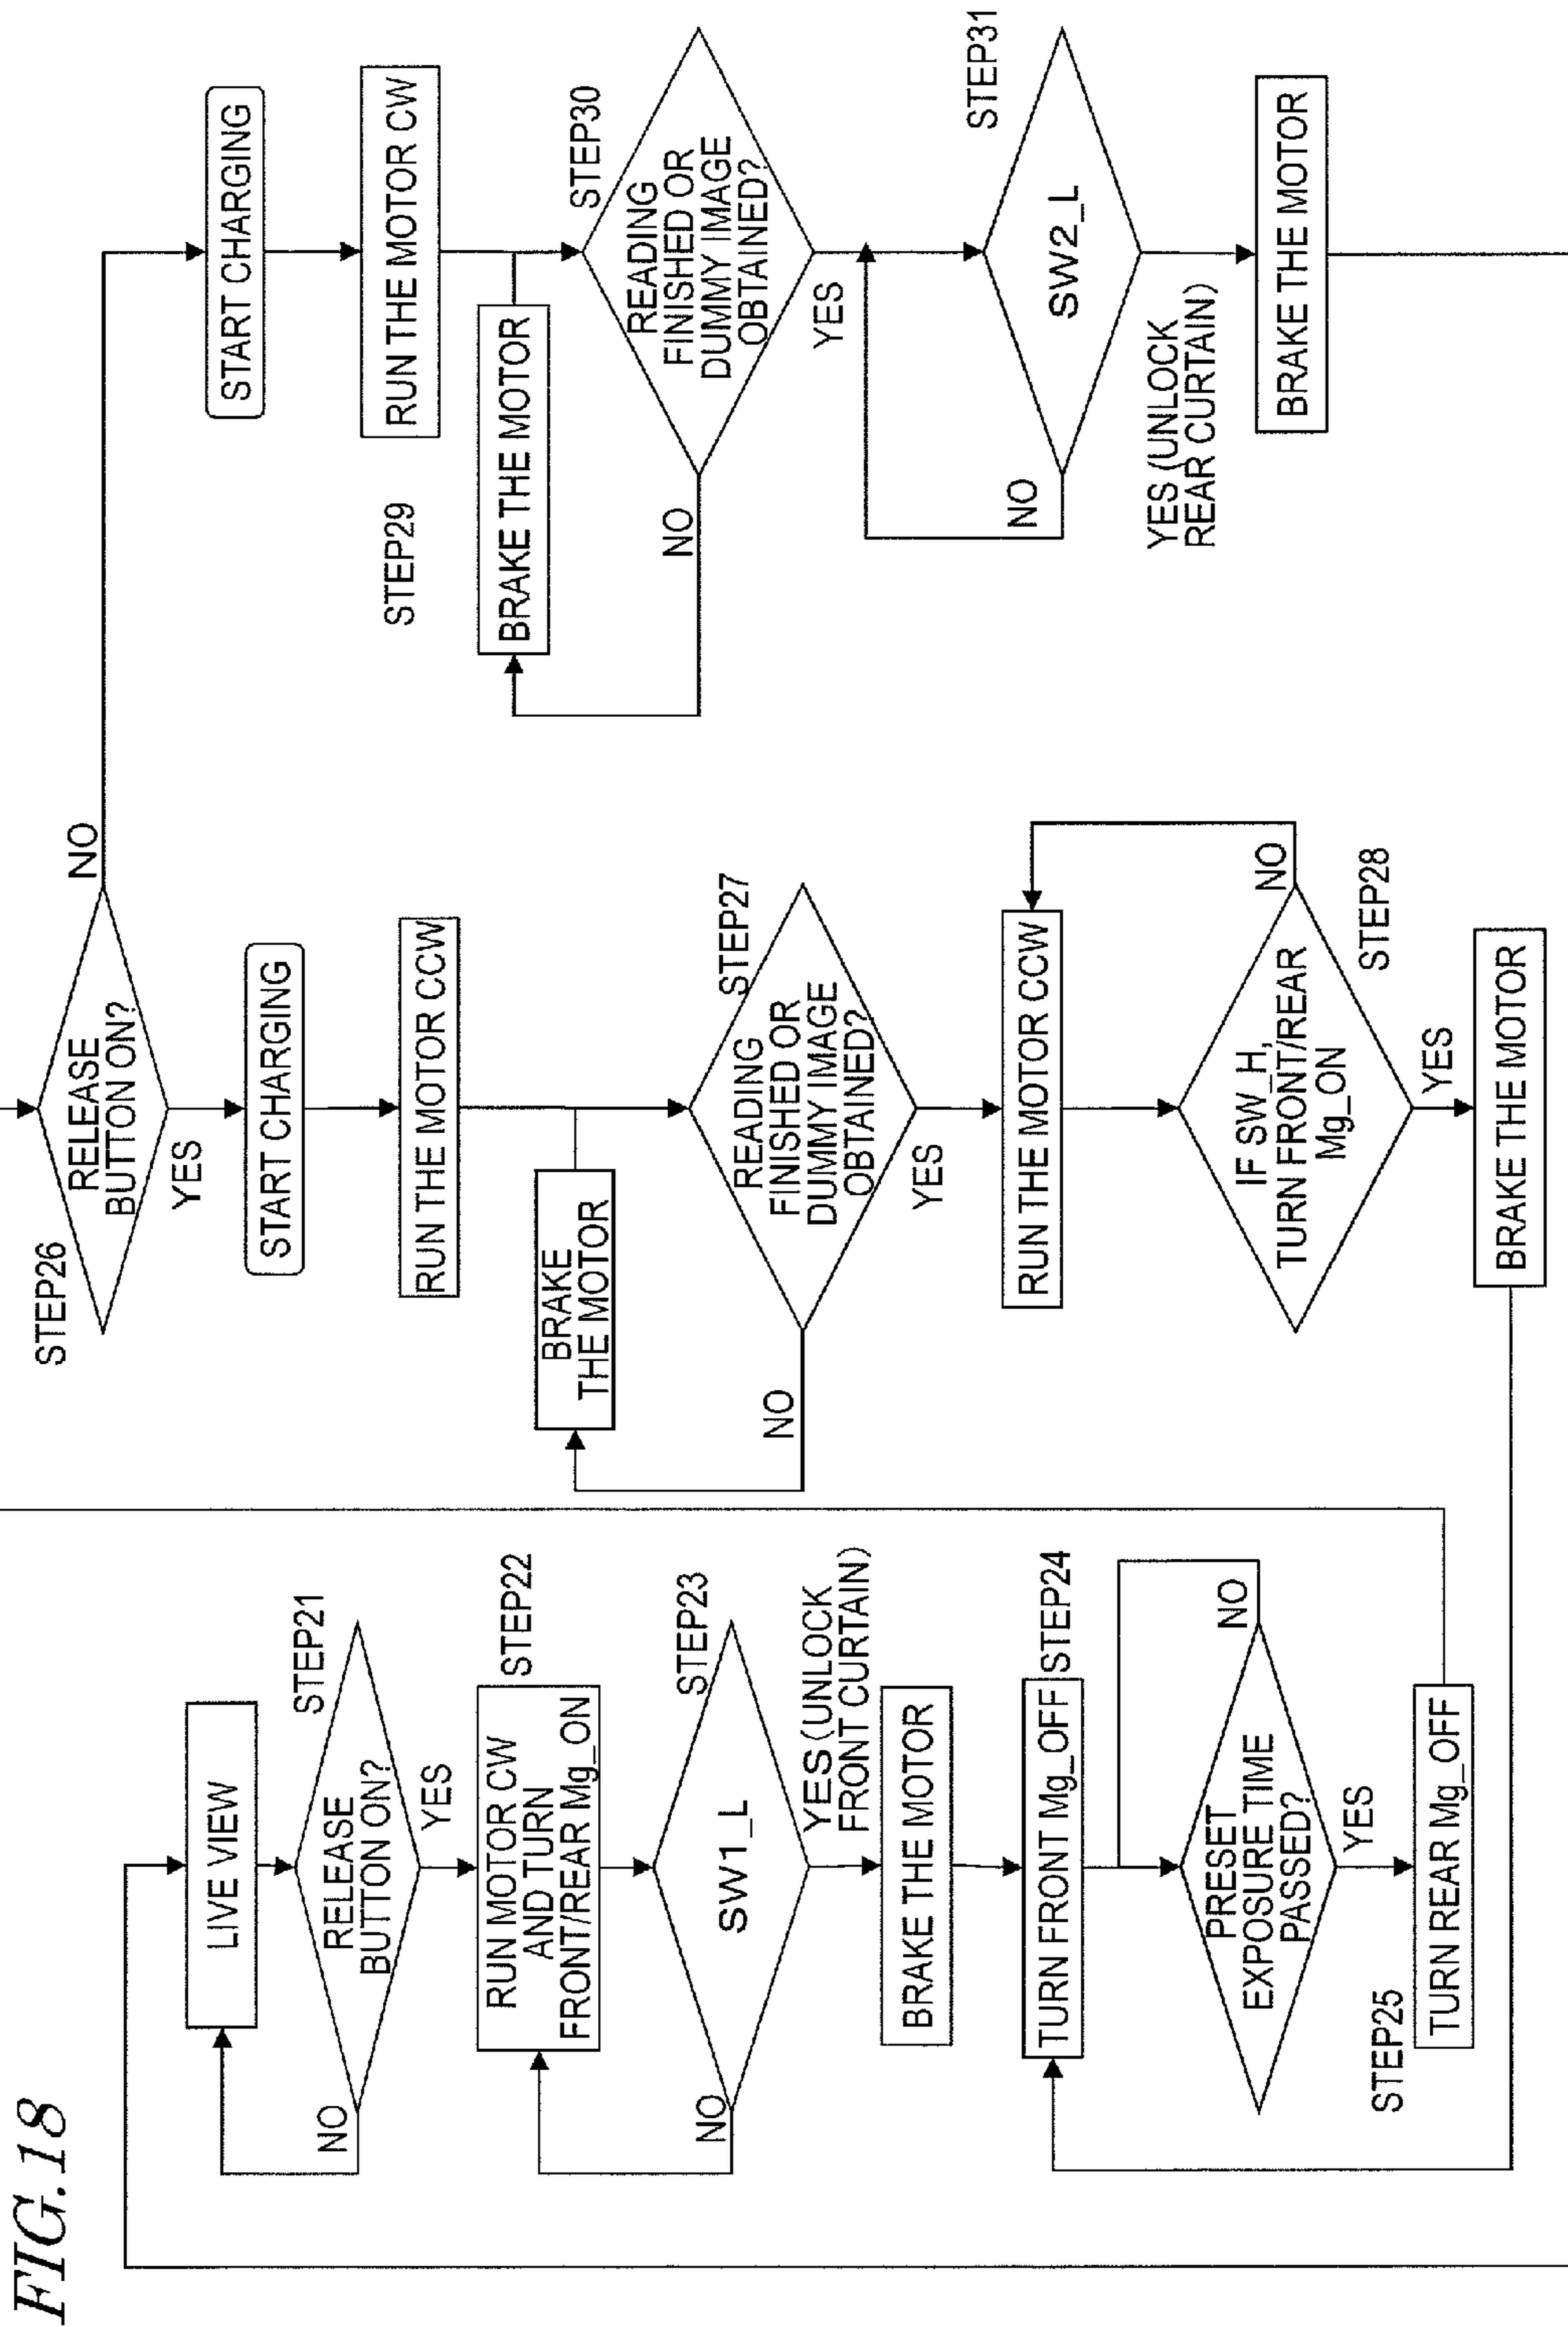 FIG.18
LIVE VIEW
STEP21
RELEASE
BUTTON ON?
NO
YES
STEP22
RUN MOTOR CW
AND TURN
FRONT/REAR Mg_ON
STEP23
SW1_L
NO
YES (UNLOCK
FRONT CURTAIN)
BRAKE THE MOTOR
TURN FRONT Mg_OFF
STEP24
PRESET
EXPOSURE TIME
PASSED?
NO
YES
STEP25
TURN REAR Mg_OFF
STEP26
RELEASE
BUTTON ON?
NO
YES
START CHARGING
RUN THE MOTOR CCW
BRAKE
THE MOTOR
STEP27
READING
FINISHED OR
DUMMY IMAGE
OBTAINED?
NO
YES
RUN THE MOTOR CCW
IF SW_H,
TURN FRONT/REAR
Mg_ON
NO
STEP28
YES
BRAKE THE MOTOR
START CHARGING
RUN THE MOTOR CW
STEP29
BRAKE THE MOTOR
STEP30
READING
FINISHED OR
DUMMY IMAGE
OBTAINED?
NO
YES
STEP31
SW2_L
NO
YES (UNLOCK
REAR CURTAIN)
BRAKE THE MOTOR